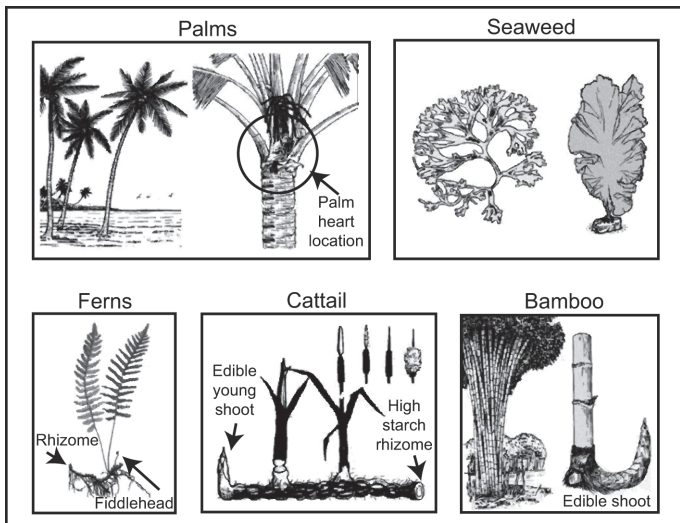 Palms
Palm
heart
location
Seaweed
Ferns
Rhizome
Fiddlehead
Cattail
Edible
young
shoot
High
starch
rhizome
Bamboo
Edible shoot